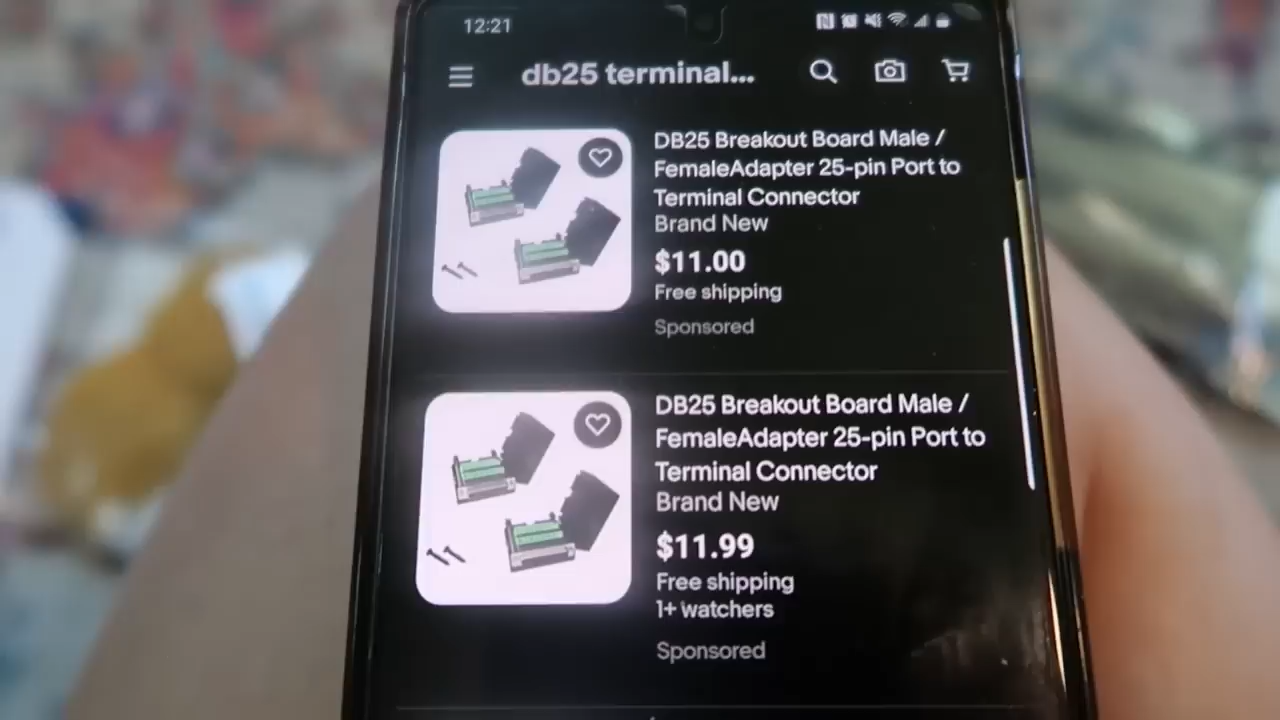 12:21
db25 terminal...
DB25 Breakout Board Male /
FemaleAdapter 25-pin Port to
Terminal Connector
Brand New
$11.00
Free shipping
Sponsored
DB25 Breakout Board Male /
FemaleAdapter 25-pin Port to
Terminal Connector
Brand New
$11.99
Free shipping
1+ watchers
Sponsored